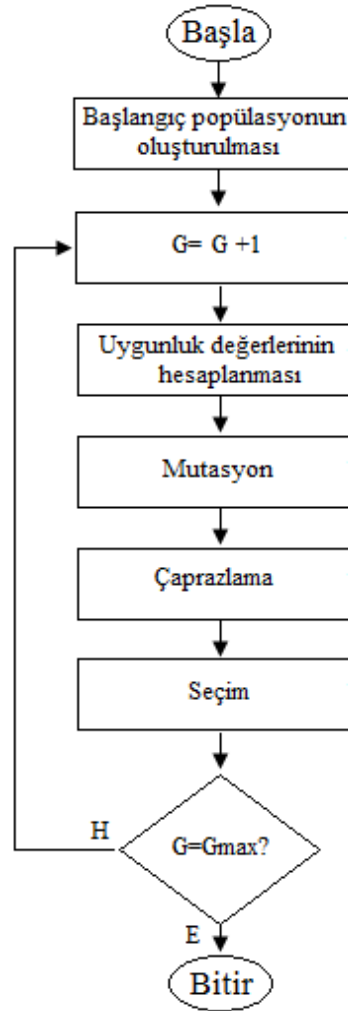 Başla
Başlangıç popülasyonun
oluşturulması
G= G +1
Uygunluk değerlerinin
hesaplanması
Mutasyon
Çaprazlama
Seçim
H
G=Gmax?
E
Bitir